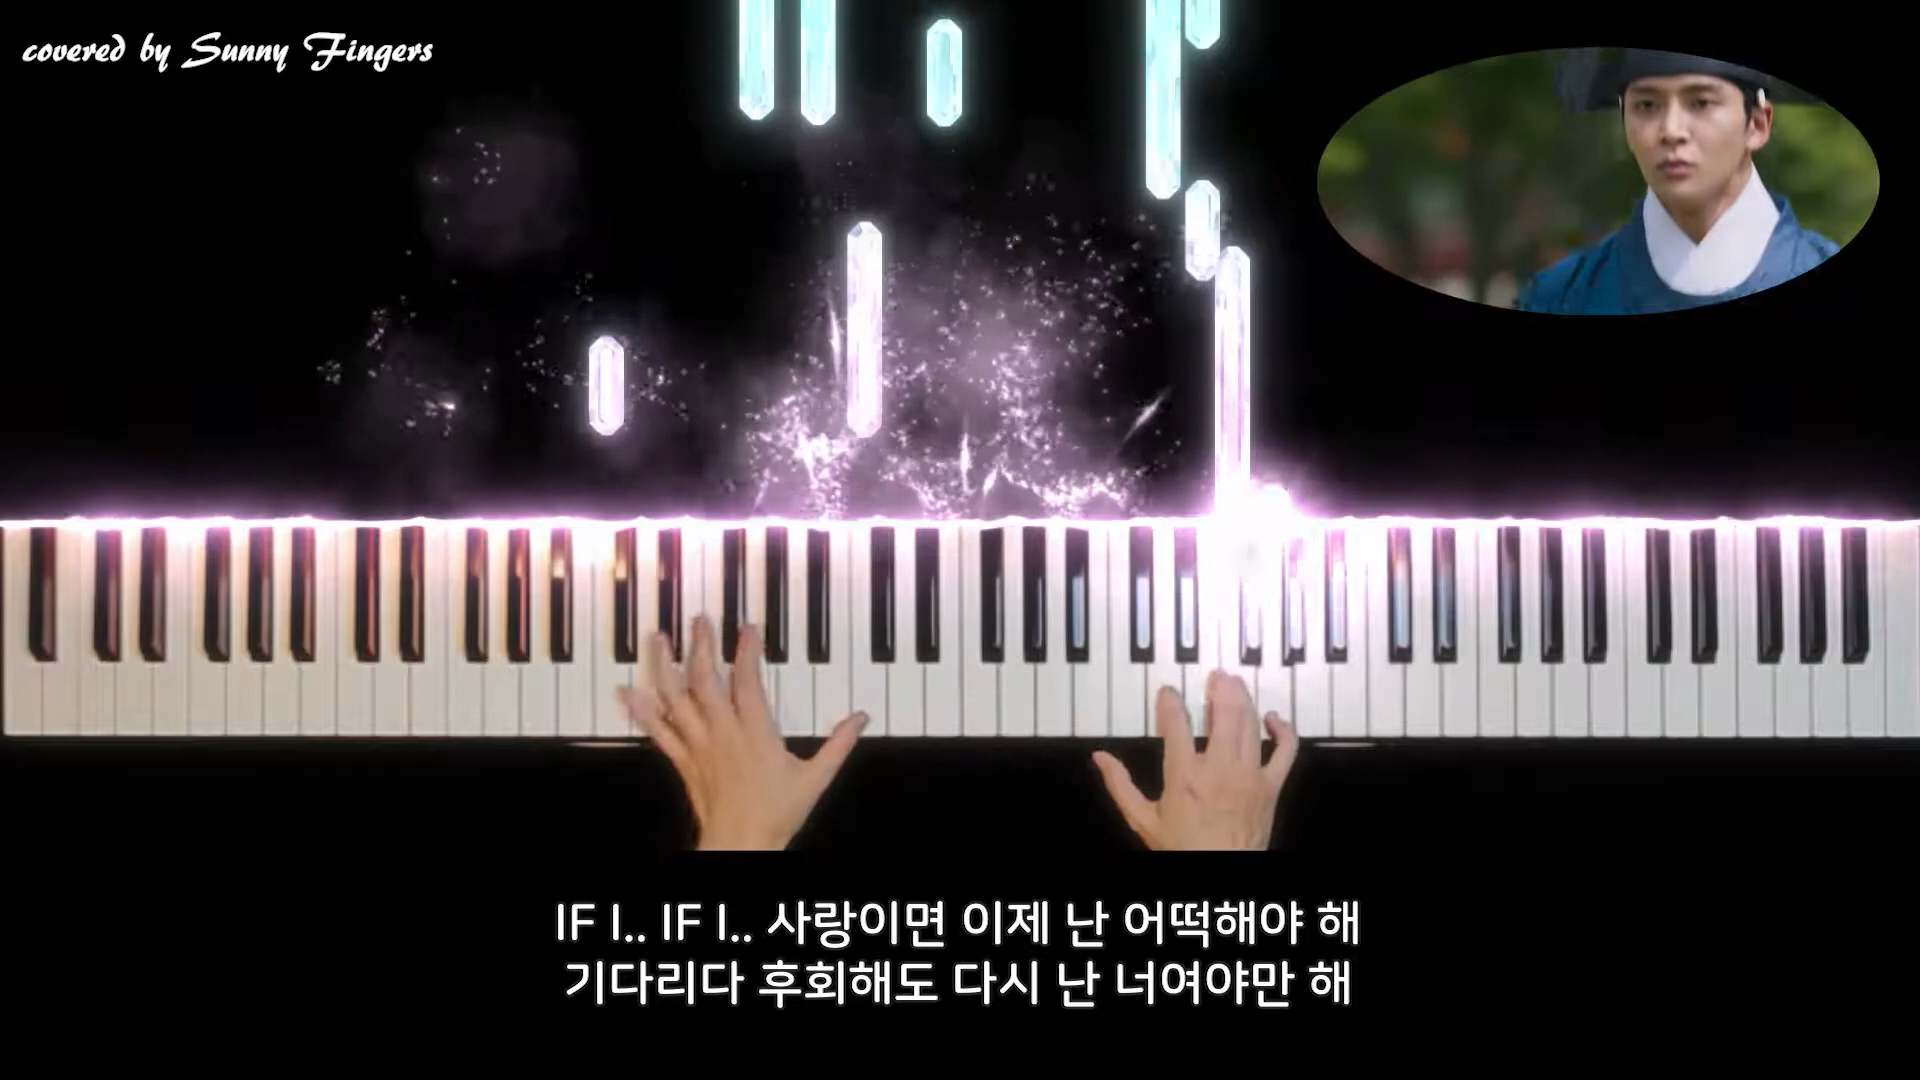 covered by Sunny Fingers
IF I.. IF I.. 사랑이면 이제 난 어떡해야 해
기다리다 후회해도 다시 난 너여야만 해